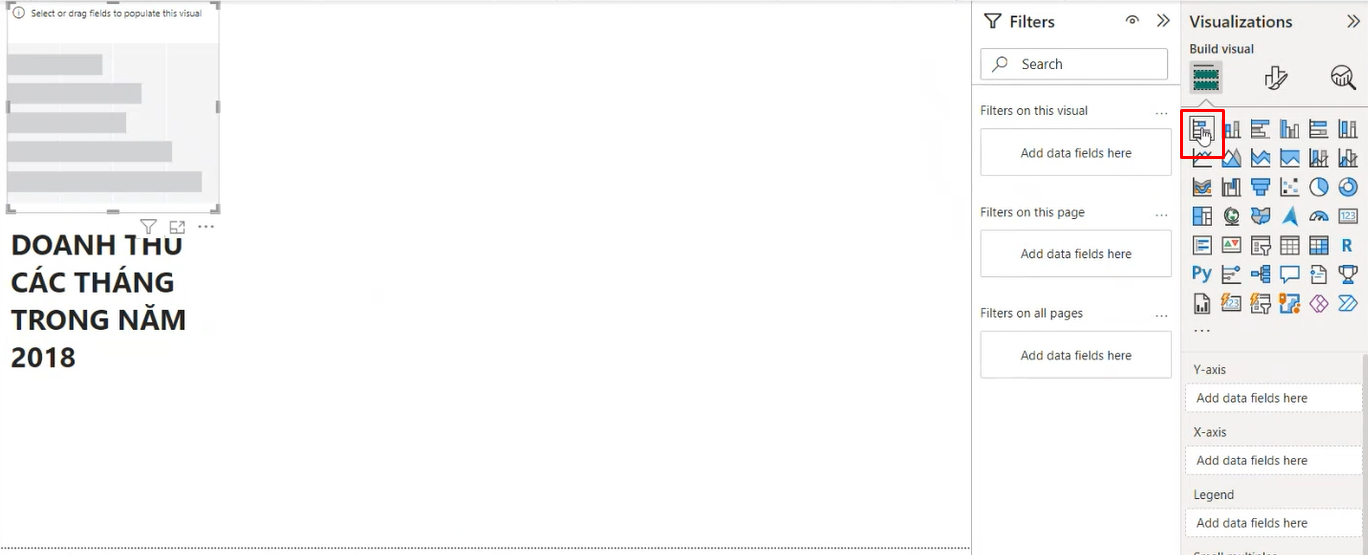 Select or drag fields to populate this visual
DOANH THU
CÁC THÁNG
TRONG NĂM
2018
Filters
Search
Filters on this visual
Add data fields here
Filters on this page
Add data fields here
Filters on all pages
Add data fields here
Visualizations
Build visual
123
R
Py
123
Y-axis
Add data fields here
X-axis
Add data fields here
Legend
Add data fields here